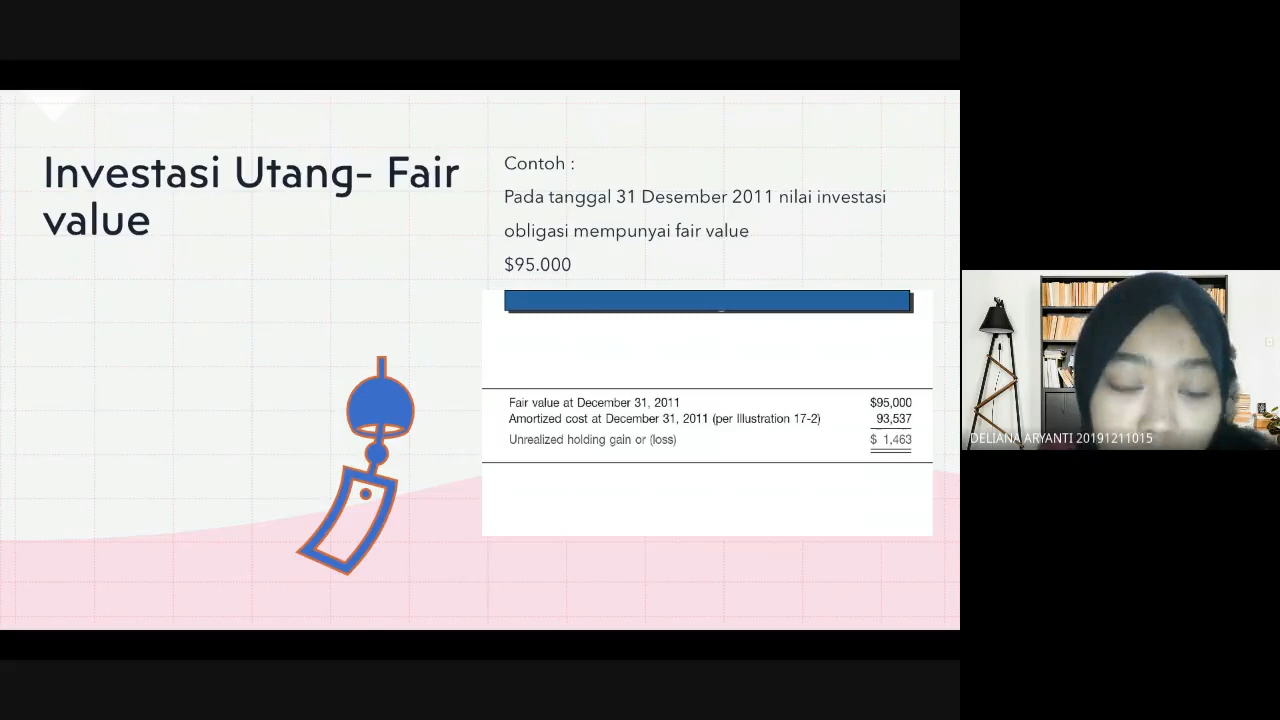 Investasi Utang- Fair
value
Contoh :
Pada tanggal 31 Desember 2011 nilai investasi
obligasi mempunyai fair value
$95.000
Fair value at December 31, 2011 $95,000
Amortized cost at December 31, 2011 (per Illustration 17-2) 93,537
Unrealized holding gain or (loss) $ 1,463
DELIANA ARYANTI 20191211015